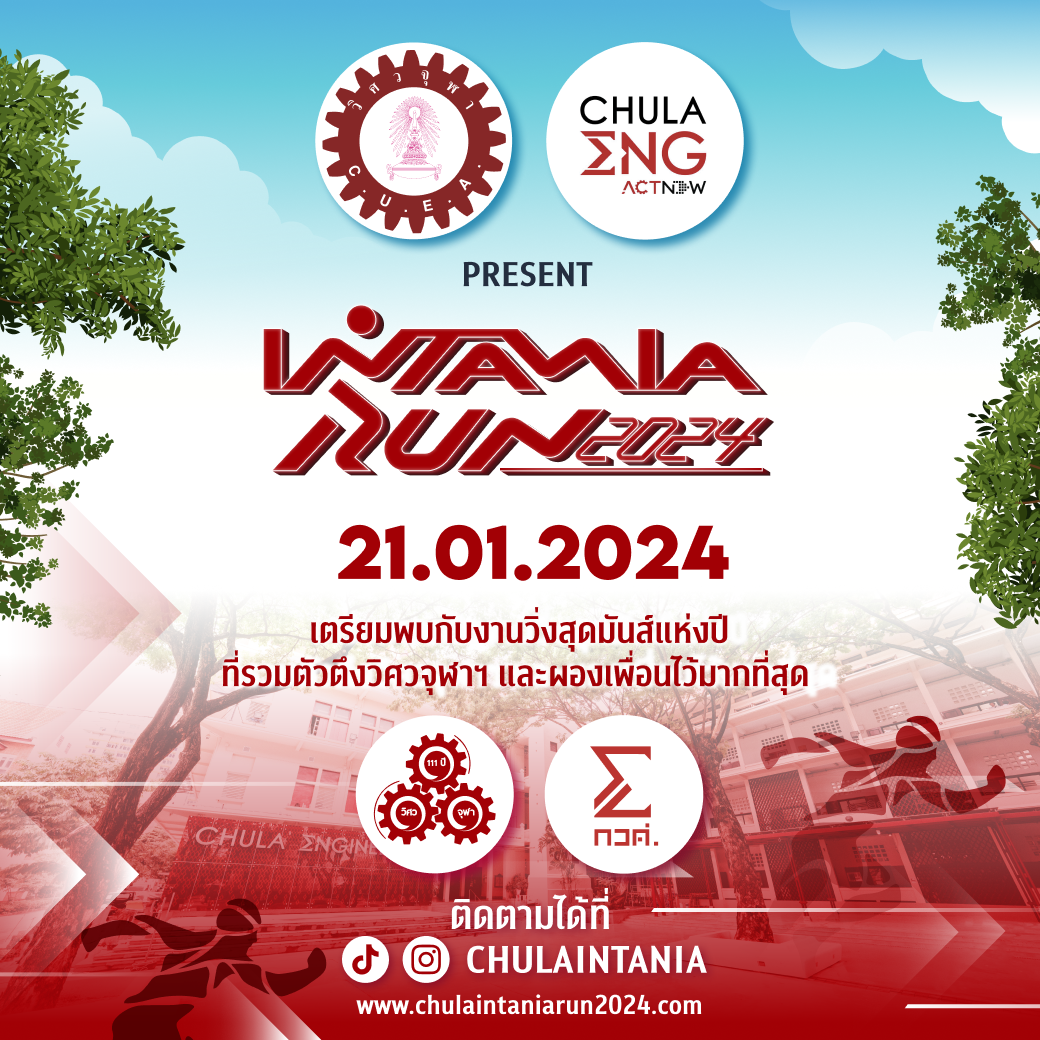 วิศวจุฬา
C.U.E.A.
CHULA
ΣNG
ACTNOW
PRESENT
INTANIA
RUN 2024
21.01.2024
เตรียมพบกับงานวิ่งสุดมันส์แห่งปี
ที่รวมตัวตึงวิศวจุฬาฯ และผองเพื่อนไว้มากที่สุด
111 ปี
วิศว
จุฬา
Σ
กวศ.
CHULA ΣNGINE
ติดตามได้ที่
CHULAINTANIA
www.chulaintaniarun2024.com